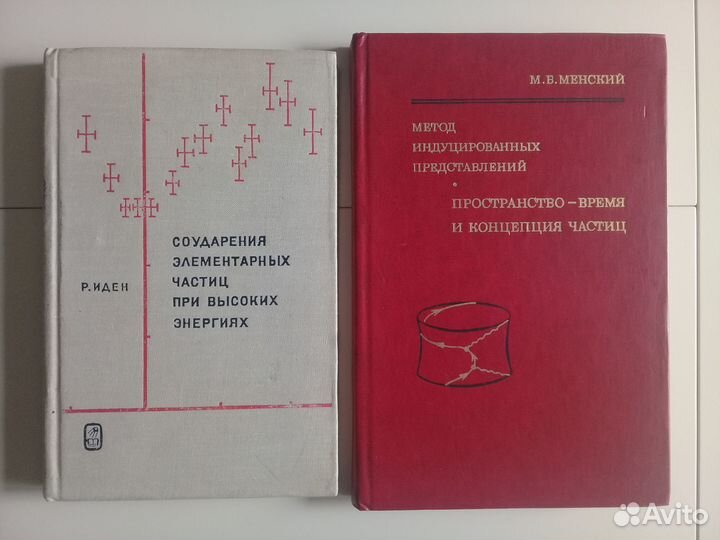 СОУДАРЕНИЯ
ЭЛЕМЕНТАРНЫХ
ЧАСТИЦ
ПРИ ВЫСОКИХ
ЭНЕРГИЯХ
Р. ИДЕН
М.Б.МЕНСКИЙ
МЕТОД
ИНДУЦИРОВАННЫХ
ПРЕДСТАВЛЕНИЙ
ПРОСТРАНСТВО–ВРЕМЯ
И КОНЦЕПЦИЯ ЧАСТИЦ
Avito